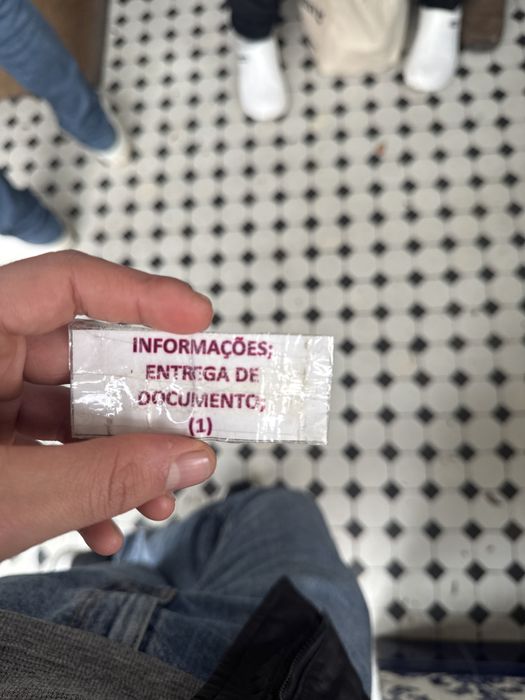 INFORMAÇÕES;
ENTREGA DE
DOCUMENTO;
(1)